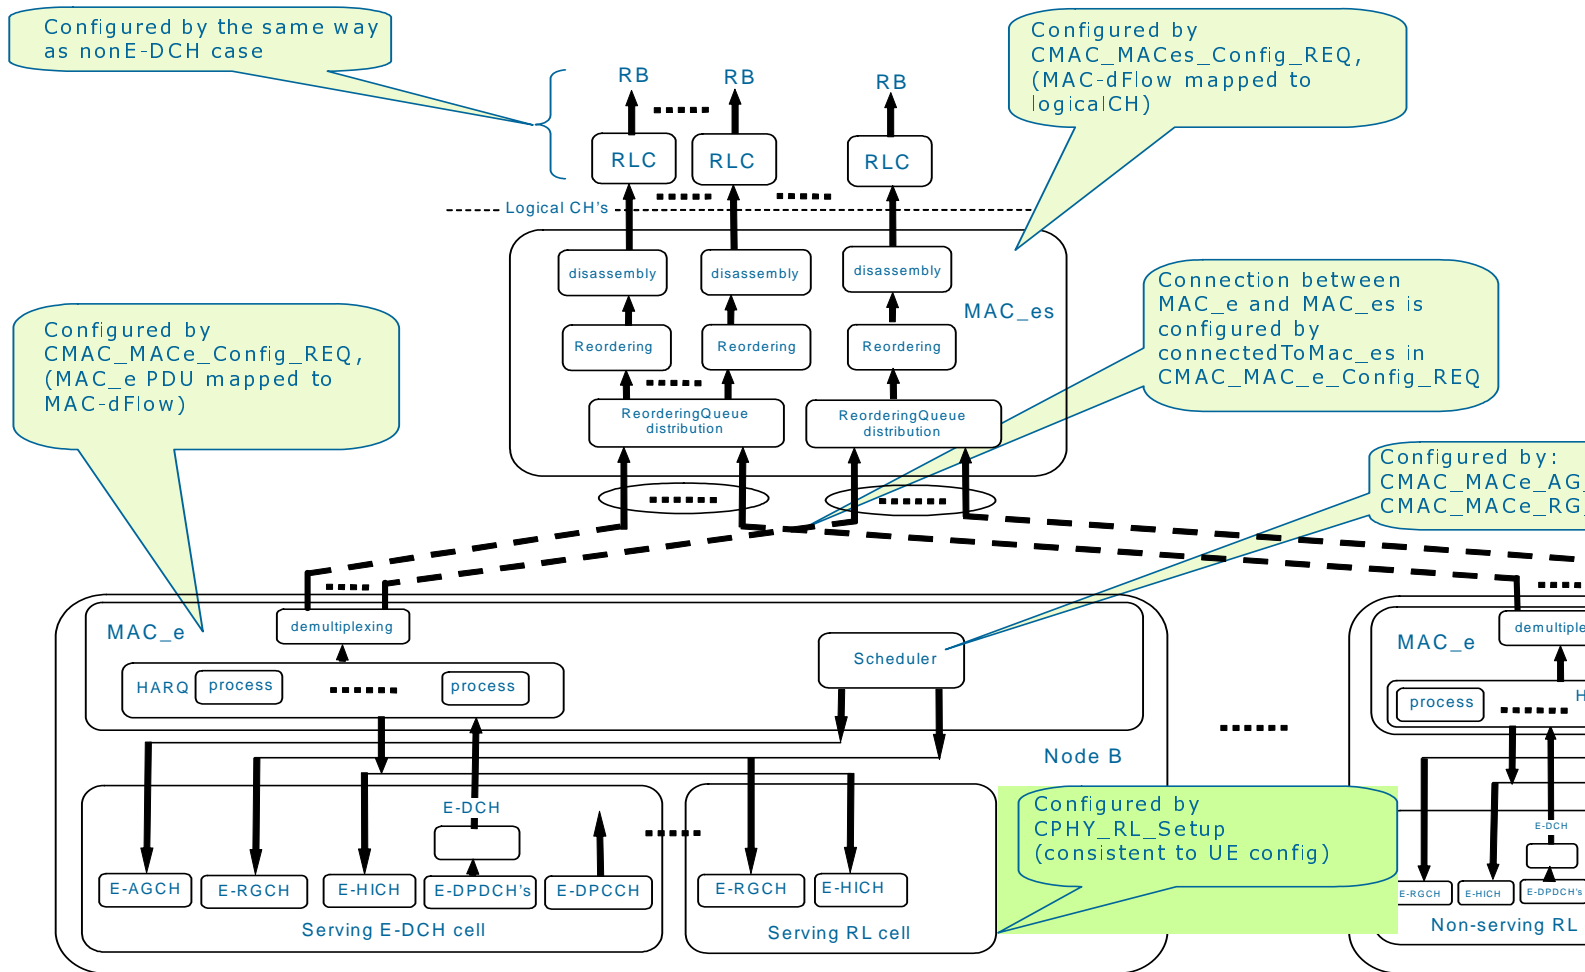 Configured by the same way
as nonE-DCH case
Configured by
CMAC_MACes_Config_REQ,
(MAC-dFlow mapped to
logicalCH)
RB
RB
RB
RLC
RLC
RLC
Logical CH's
disassembly
disassembly
disassembly
MAC_es
Reordering
Reordering
Reordering
ReorderingQueue
distribution
ReorderingQueue
distribution
Connection between
MAC_e and MAC_es is
configured by
connectedToMac_es in
CMAC_MAC_e_Config_REQ
Configured by
CMAC_MACe_Config_REQ,
(MAC_e PDU mapped to
MAC-dFlow)
Configured by:
CMAC_MACe_AG_
CMAC_MACe_RG_
MAC_e
demultiplexing
Scheduler
HARQ
process
process
Node B
MAC_e
demultiple
process
H
E-DCH
E-AGCH
E-RGCH
E-HICH
E-DPDCH's
E-DPCCH
Serving E-DCH cell
E-RGCH
E-HICH
Serving RL cell
Configured by
CPHY_RL_Setup
(consistent to UE config)
E-DCH
E-RGCH
E-HICH
E-DPDCH's
Non-serving RL